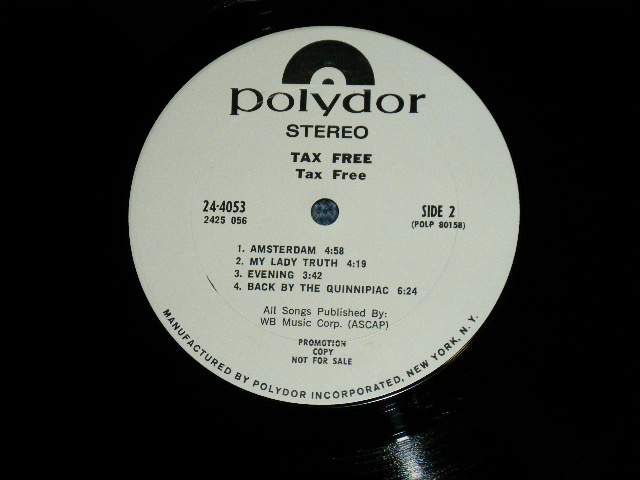 polydor
STEREO
TAX FREE
Tax Free
24-4053
2425 056
SIDE 2
(POLP 80158)
1. AMSTERDAM 4:58
2. MY LADY TRUTH 4:19
3. EVENING 3:42
4. BACK BY THE QUINNIPIAC 6:24
All Songs Published By:
WB Music Corp. (ASCAP)
PROMOTION
COPY
NOT FOR SALE
MANUFACTURED BY POLYDOR INCORPORATED, NEW YORK, N. Y.